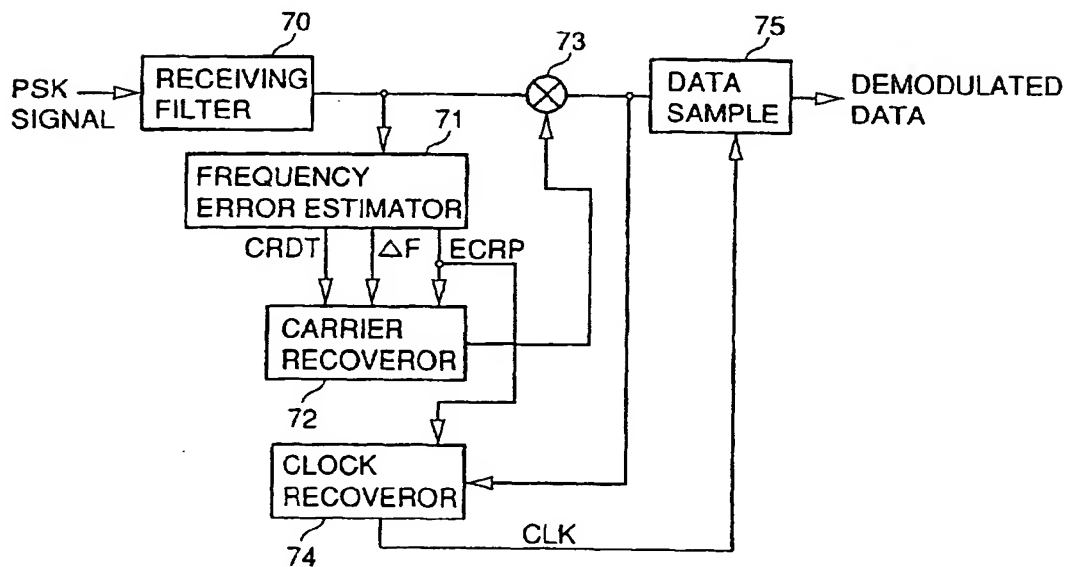 70
73
75
PSK
SIGNAL
RECEIVING
FILTER
DATA
SAMPLE
DEMODULATED
DATA
71
FREQUENCY
ERROR ESTIMATOR
CRDT
△F
ECRP
CARRIER
RECOVEROR
72
CLOCK
RECOVEROR
74
CLK